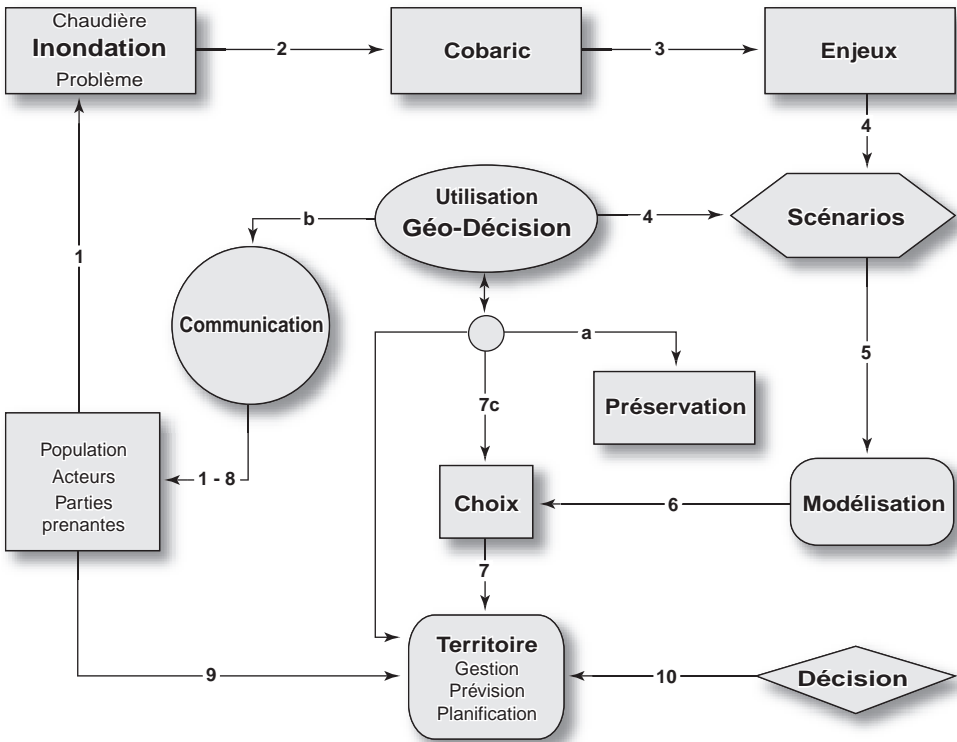 Chaudière
Inondation
Problème
2
Cobaric
3
Enjeux
4
Utilisation
Géo-Décision
4
Scénarios
b
1
Communication
a
5
Préservation
7c
Population
Acteurs
Parties
prenantes
1 - 8
Choix
6
Modélisation
7
Territoire
Gestion
Prévision
Planification
9
10
Décision